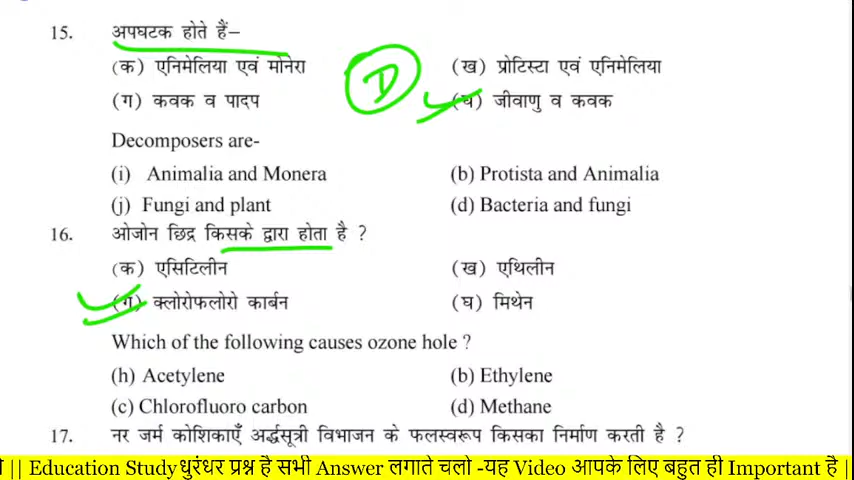 15. अपघटक होते हैं–
(क) एनिमेलिया एवं मोनेरा (ख) प्रोटिस्टा एवं एनिमेलिया
(ग) कवक व पादप (घ) जीवाणु व कवक
D
Decomposers are-
(i) Animalia and Monera (b) Protista and Animalia
(j) Fungi and plant (d) Bacteria and fungi
16. ओजोन छिद्र किसके द्वारा होता है ?
(क) एसिटिलीन (ख) एथिलीन
(ग) क्लोरोफलोरो कार्बन (घ) मिथेन
Which of the following causes ozone hole ?
(h) Acetylene (b) Ethylene
(c) Chlorofluoro carbon (d) Methane
17. नर जर्म कोशिकाएँ अर्द्धसूत्री विभाजन के फलस्वरूप किसका निर्माण करती है ?
|| Education Study धुरंधर प्रश्न है सभी Answer लगाते चलो -यह Video आपके लिए बहुत ही Important है |